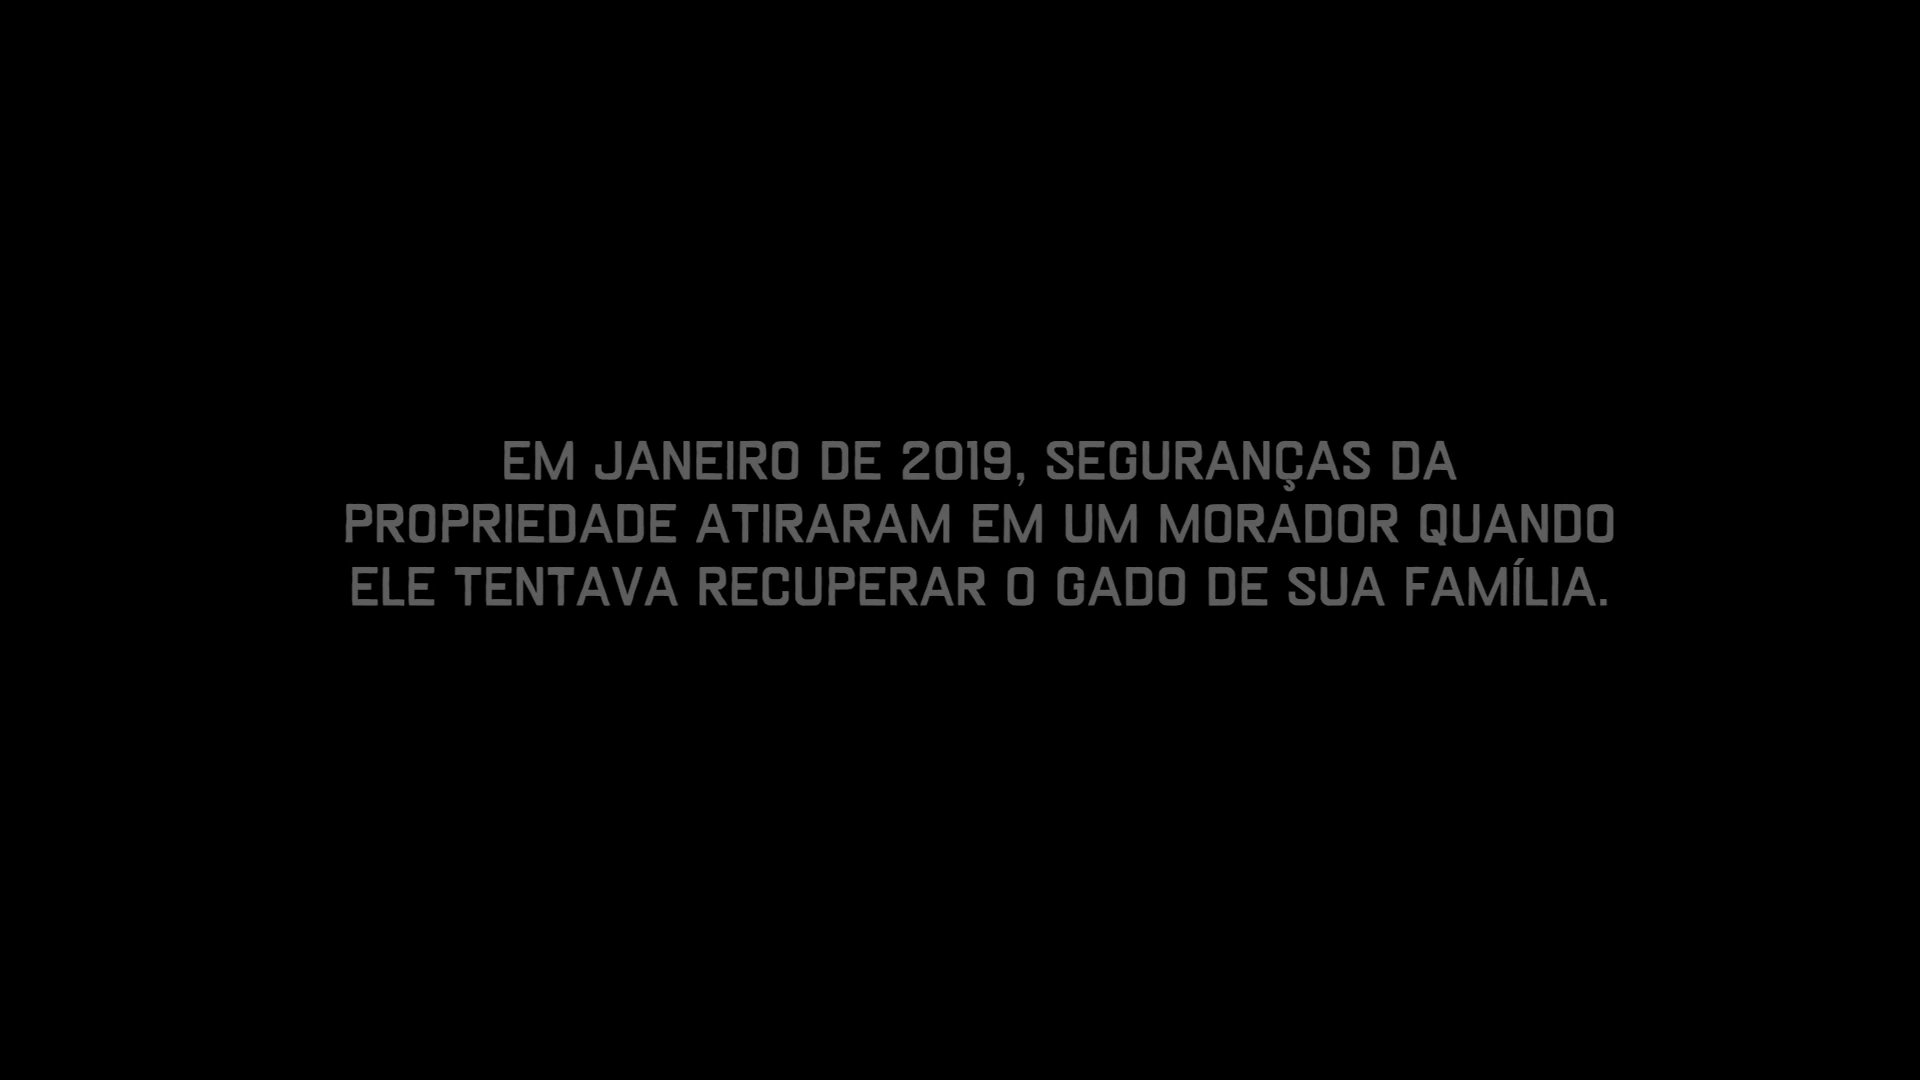 EM JANEIRO DE 2019, SEGURANÇAS DA
PROPRIEDADE ATIRARAM EM UM MORADOR QUANDO
ELE TENTAVA RECUPERAR O GADO DE SUA FAMÍLIA.